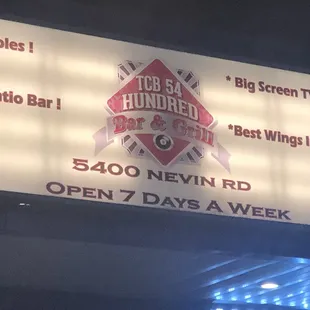 oles !
atio Bar !
TCB 54
HUNDRED
Bar & Grill
8
* Big Screen T
*Best Wings I
5400 NEVIN RD
OPEN 7 DAYS A WEEK